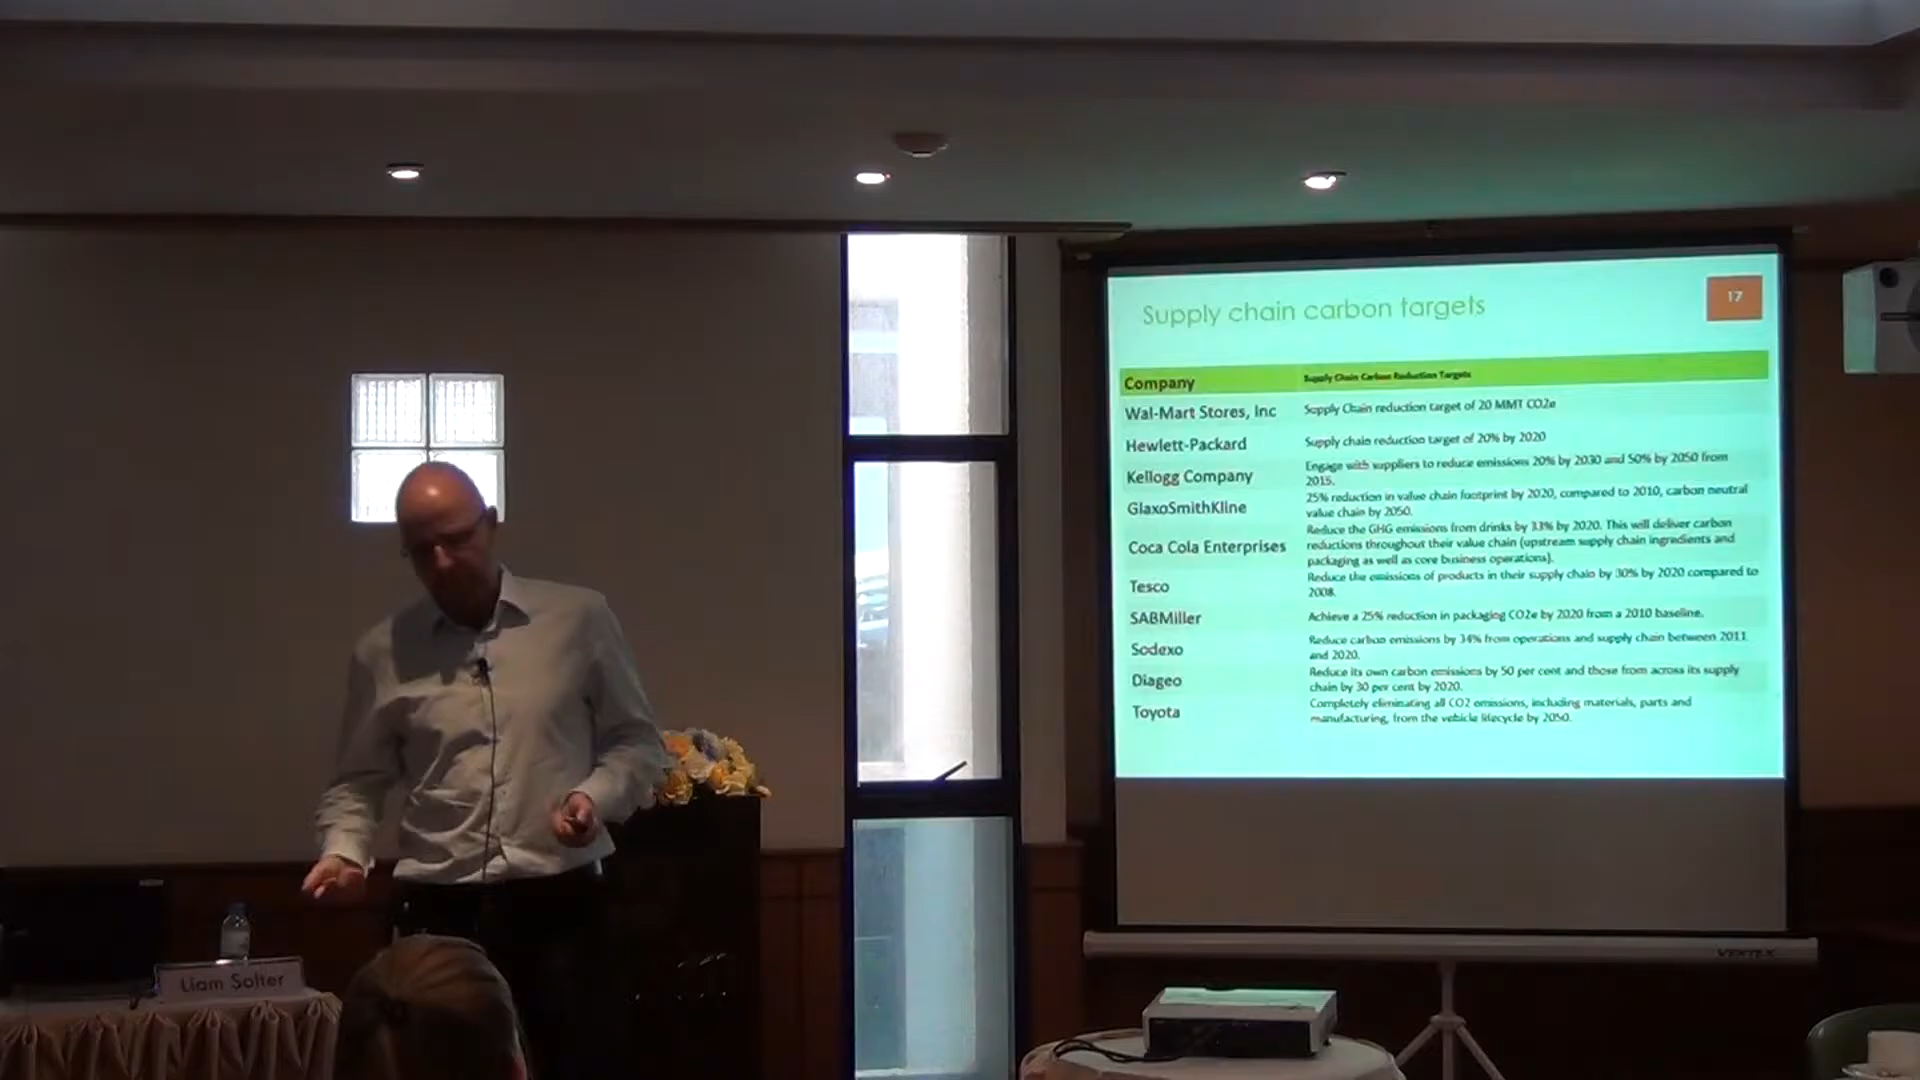 Supply chain carbon targets
17
Company
Supply Chain Carbon Reduction Targets
Wal-Mart Stores, Inc
Supply Chain reduction target of 20 MMT CO2e
Hewlett-Packard
Supply chain reduction target of 20% by 2020
Kellogg Company
Engage with suppliers to reduce emissions 20% by 2030 and 50% by 2050 from
2015.
GlaxoSmithKline
25% reduction in value chain footprint by 2020, compared to 2010, carbon neutral
value chain by 2050.
Coca Cola Enterprises
Reduce the GHG emissions from drinks by 33% by 2020. This will deliver carbon
reductions throughout their value chain (upstream supply chain ingredients and
packaging as well as core business operations).
Tesco
Reduce the emissions of products in their supply chain by 30% by 2020 compared to
2008.
SABMiller
Achieve a 25% reduction in packaging CO2e by 2020 from a 2010 baseline.
Sodexo
Reduce carbon emissions by 34% from operations and supply chain between 2011
and 2020.
Diageo
Reduce its own carbon emissions by 50 per cent and those from across its supply
chain by 30 per cent by 2020.
Toyota
Completely eliminating all CO2 emissions, including materials, parts and
manufacturing, from the vehicle lifecycle by 2050.
VERTEX
Liam Salter